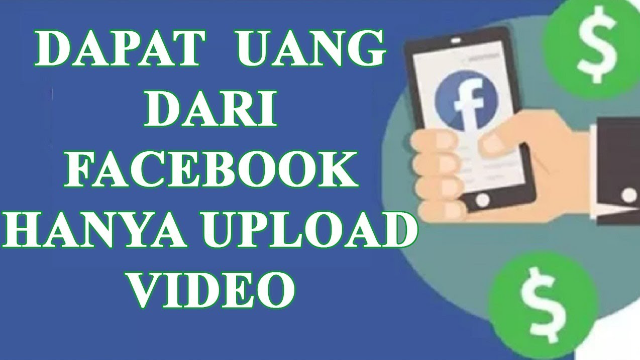 DAPAT UANG
DARI
FACEBOOK
HANYA UPLOAD
VIDEO
f
$
$